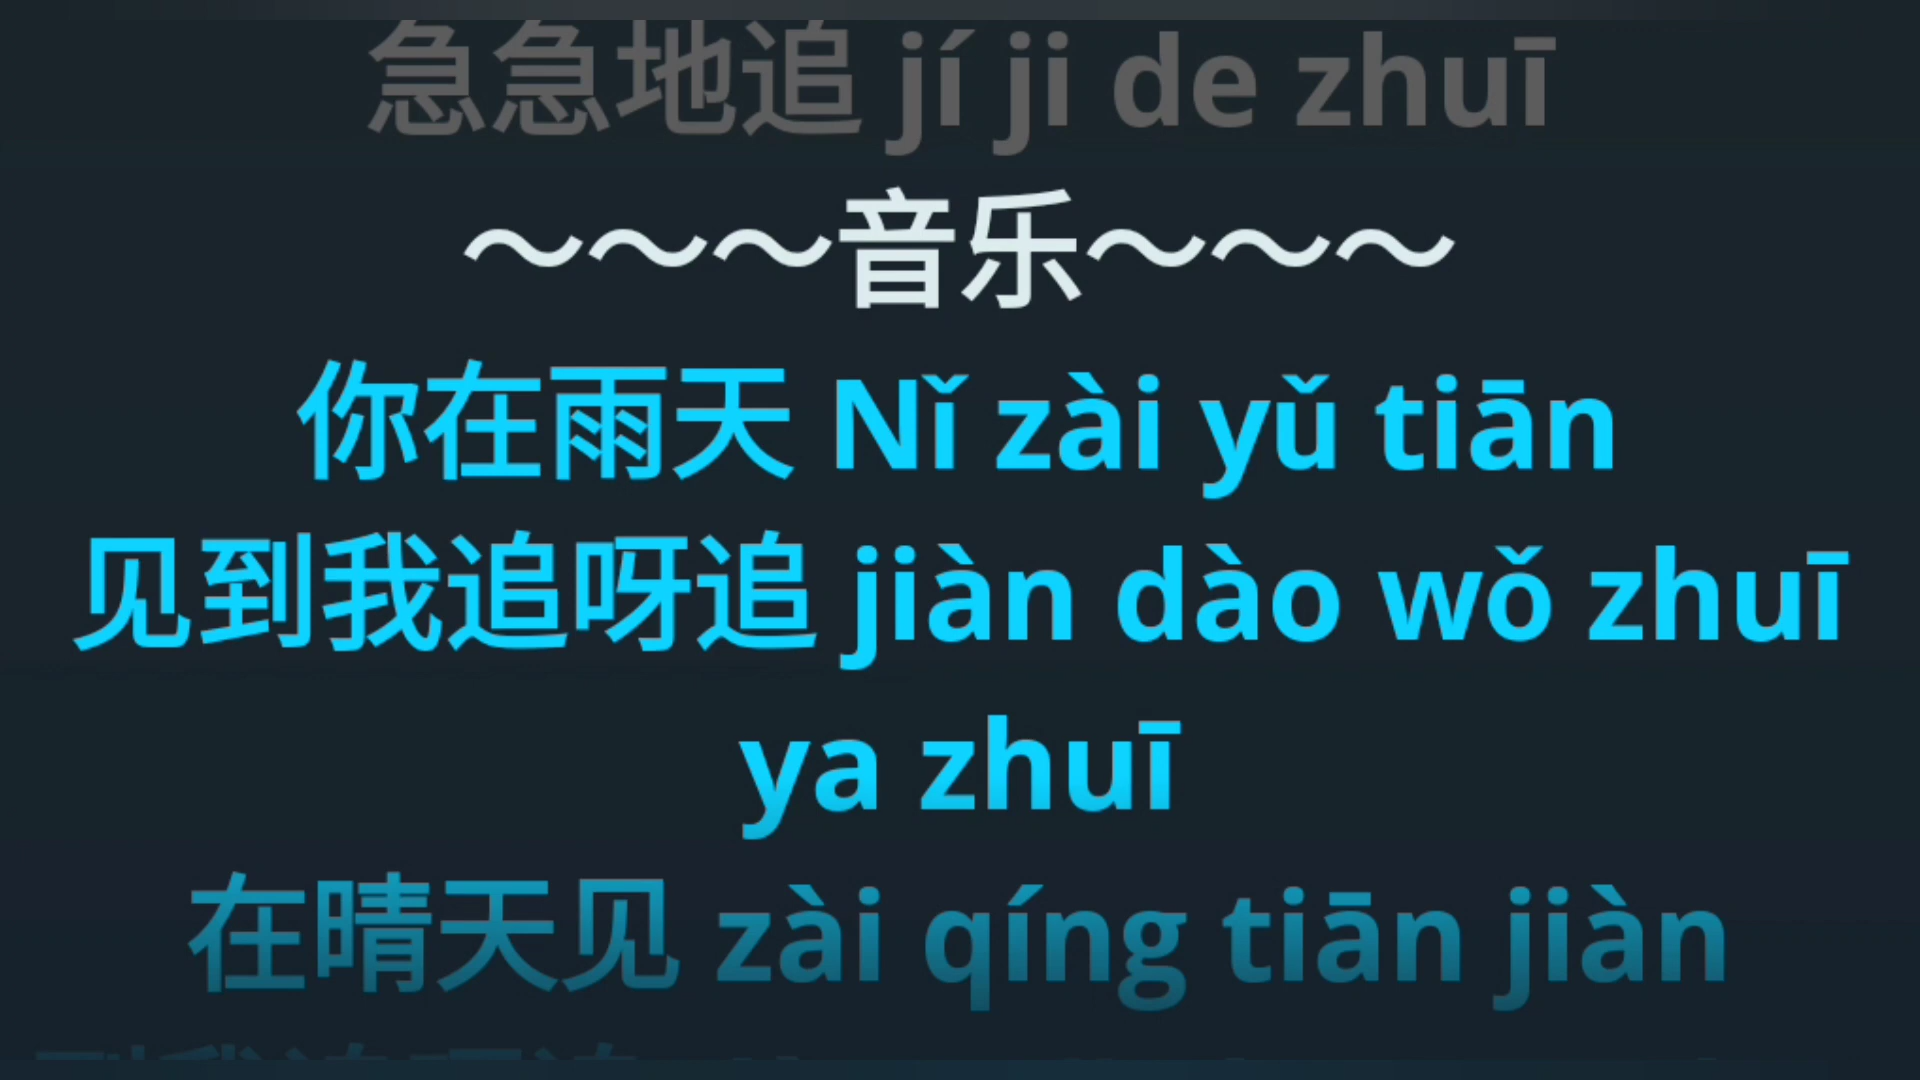 急急地追 jí ji de zhuī
～～～音乐～～～
你在雨天 Nǐ zài yǔ tiān
见到我追呀追 jiàn dào wǒ zhuī
ya zhuī
在晴天见 zài qíng tiān jiàn